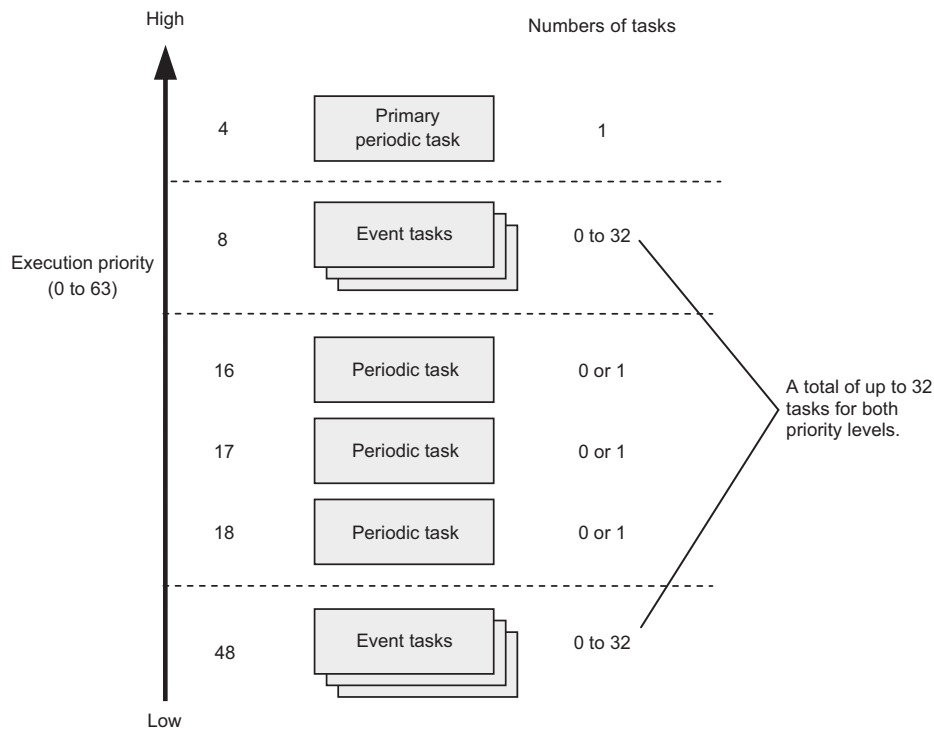 High
Numbers of tasks
4
Primary
periodic task
1
8
Event tasks
0 to 32
Execution priority
(0 to 63)
16
Periodic task
0 or 1
A total of up to 32
tasks for both
priority levels.
17
Periodic task
0 or 1
18
Periodic task
0 or 1
48
Event tasks
0 to 32
Low